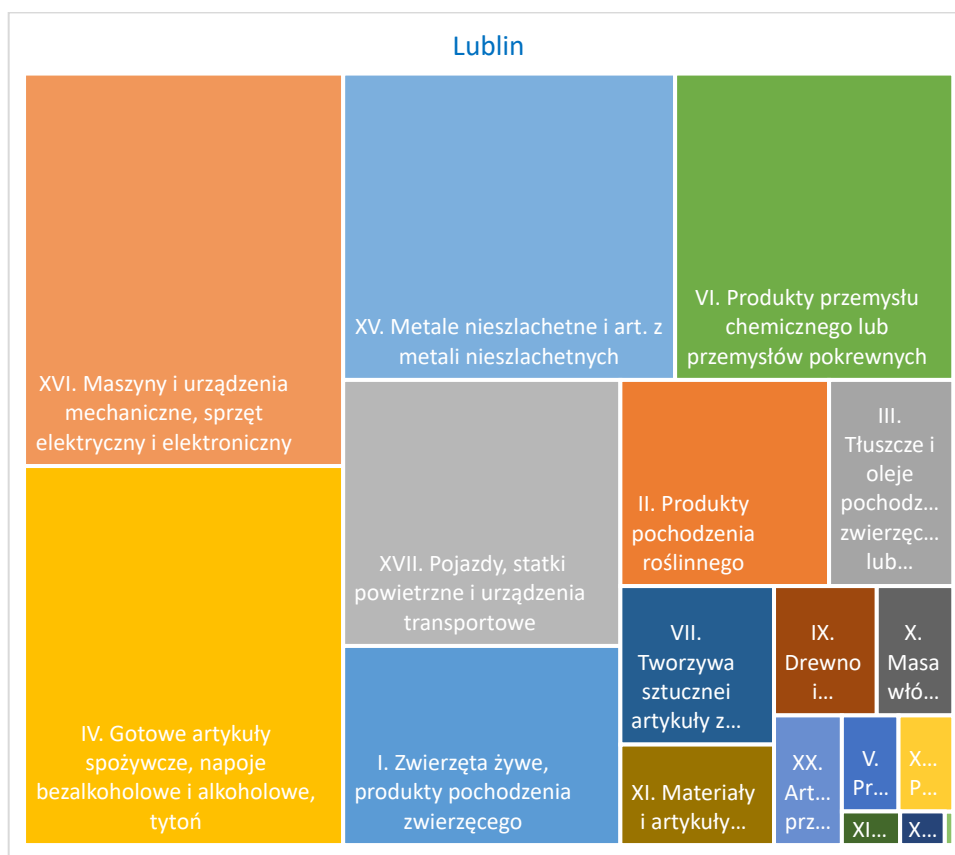 Lublin
XVI. Maszyny i urządzenia
mechaniczne, sprzęt
elektryczny i elektroniczny
XV. Metale nieszlachetne i art. z
metali nieszlachetnych
VI. Produkty przemysłu
chemicznego lub
przemysłów pokrewnych
IV. Gotowe artykuły
spożywcze, napoje
bezalkoholowe i alkoholowe,
tytoń
XVII. Pojazdy, statki
powietrzne i urządzenia
transportowe
I. Zwierzęta żywe,
produkty pochodzenia
zwierzęcego
II. Produkty
pochodzenia
roślinnego
III.
Tłuszcze i
oleje
pochodz...
zwierzęc...
lub...
VII.
Tworzywa
sztucznei
artykuły z...
XI. Materiały
i artykuły...
IX.
Drewno
i...
X.
Masa
włó...
XX.
Art...
prz...
V.
Pr...
X...
P...
XI...
X...